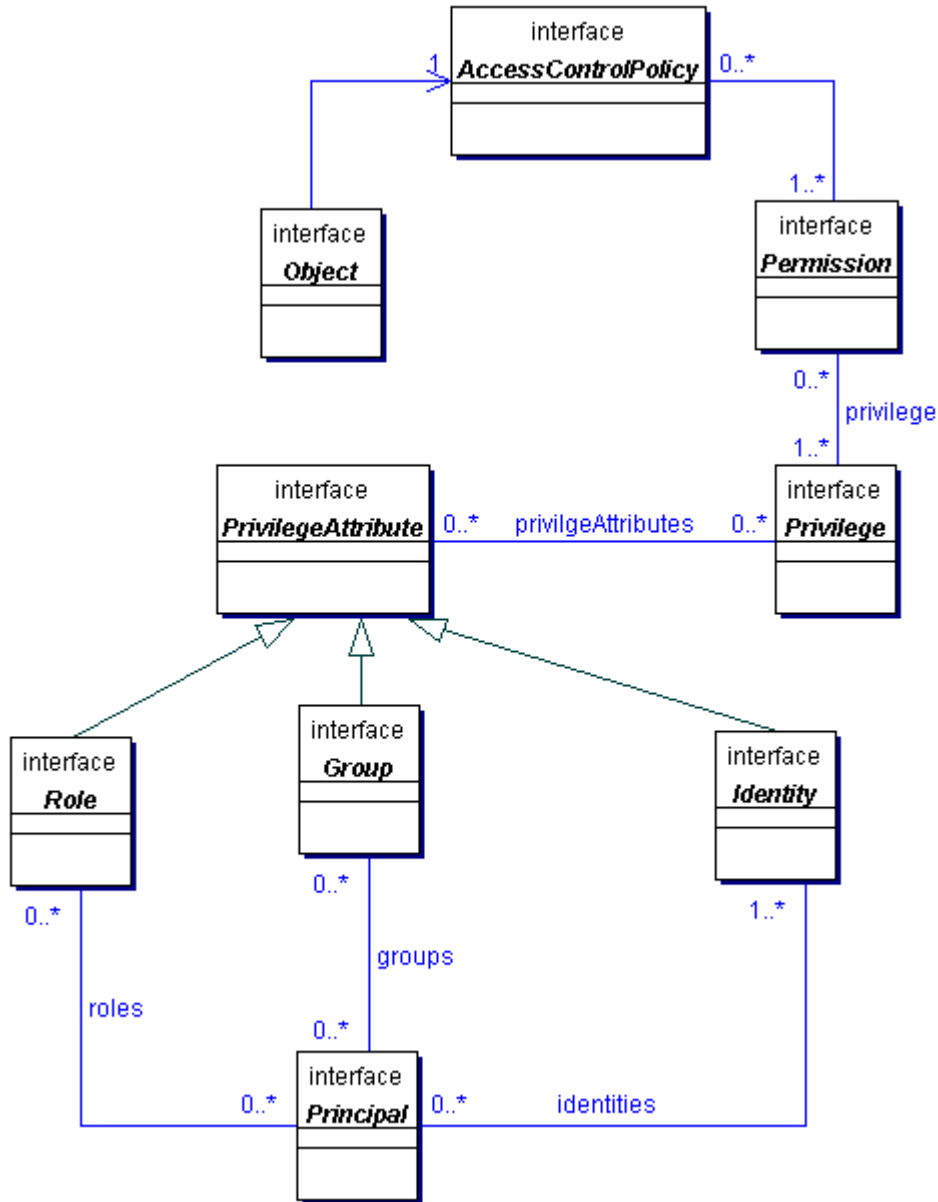 interface
AccessControlPolicy
1
0..*
1..*
interface
Object
interface
Permission
0..*
privilege
1..*
interface
PrivilegeAttribute
0..*
privilgeAttributes
0..*
interface
Privilege
interface
Role
interface
Group
interface
Identity
0..*
0..*
1..*
groups
roles
0..*
0..*
interface
Principal
0..*
identities